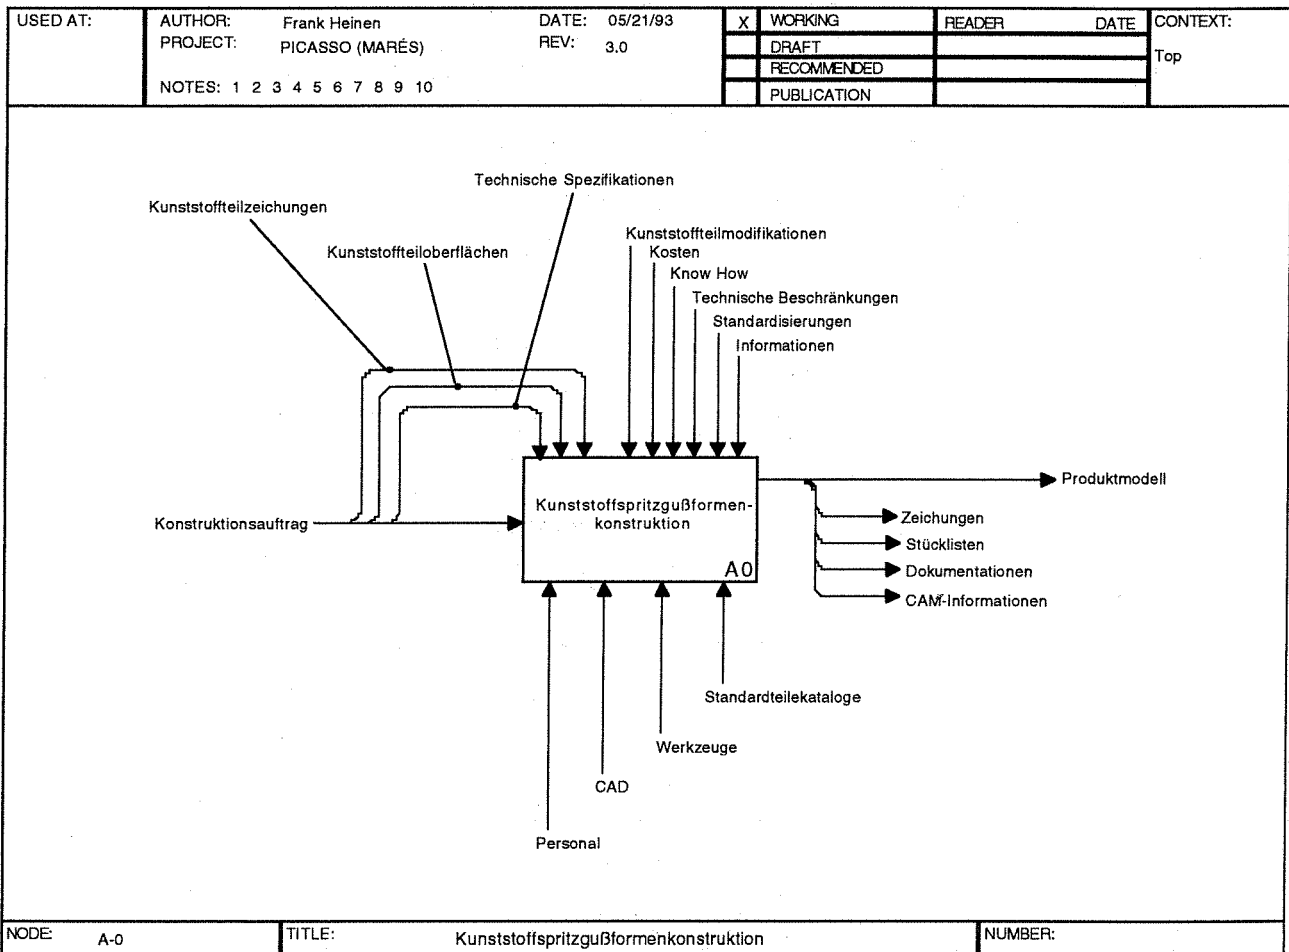 USED AT:
AUTHOR: Frank Heinen
DATE: 05/21/93
PROJECT: PICASSO (MARES)
REV: 3.0
NOTES: 1 2 3 4 5 6 7 8 9 10
X WORKING
DRAFT
RECOMMENDED
PUBLICATION
READER DATE
CONTEXT:
Top
Technische Spezifikationen
Kunststoffteilzeichungen
Kunststoffteiloberflächen
Kunststoffteilmodifikationen
Kosten
Know How
Technische Beschränkungen
Standardisierungen
Informationen
Konstruktionsauftrag
Kunststoffspritzgußformen-
konstruktion
A0
Produktmodell
Zeichungen
Stücklisten
Dokumentationen
CAM-Informationen
Standardteilekataloge
Werkzeuge
CAD
Personal
NODE: A-0
TITLE: Kunststoffspritzgußformenkonstruktion
NUMBER: